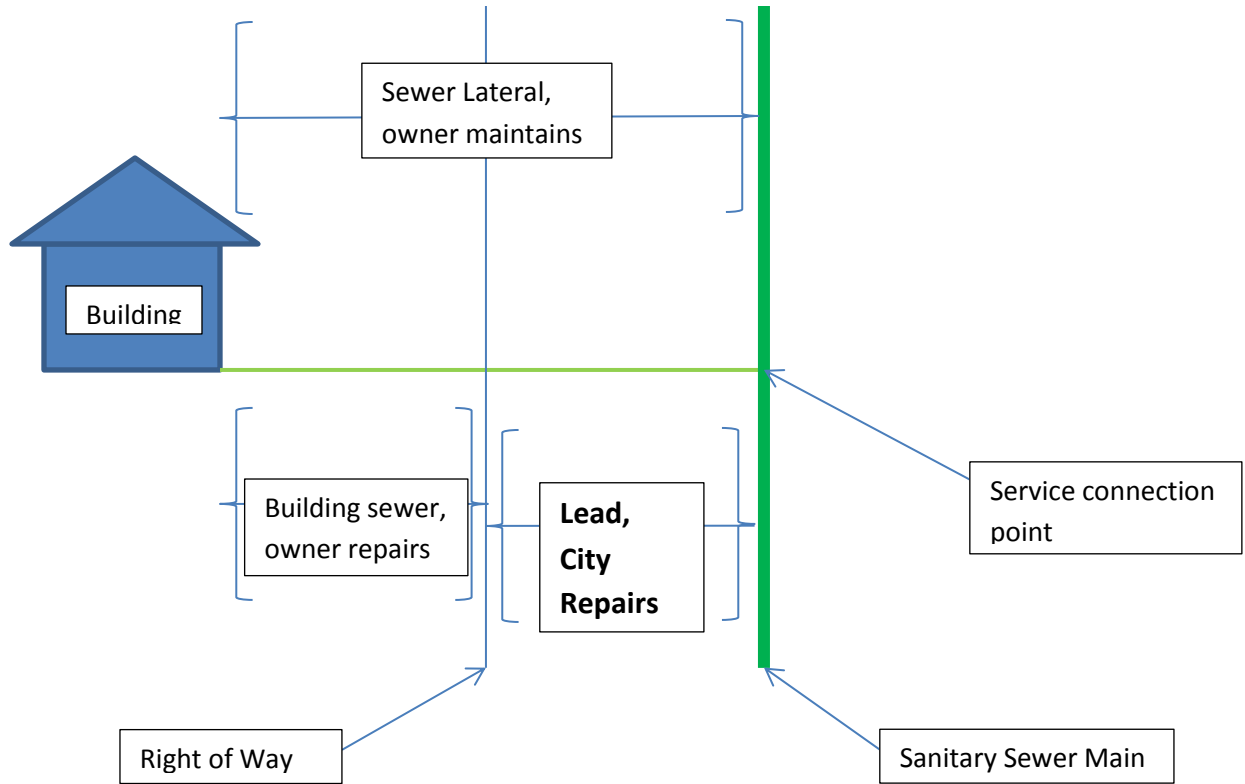 Sewer Lateral,
owner maintains
Building
Building sewer,
owner repairs
Lead,
City
Repairs
Service connection
point
Right of Way
Sanitary Sewer Main